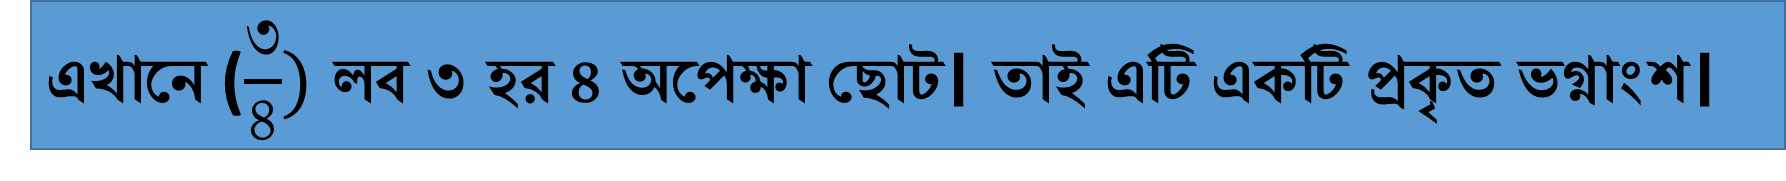 এখানে (৩/৪) লব ৩ হর ৪ অপেক্ষা ছোট। তাই এটি একটি প্রকৃত ভগ্নাংশ।